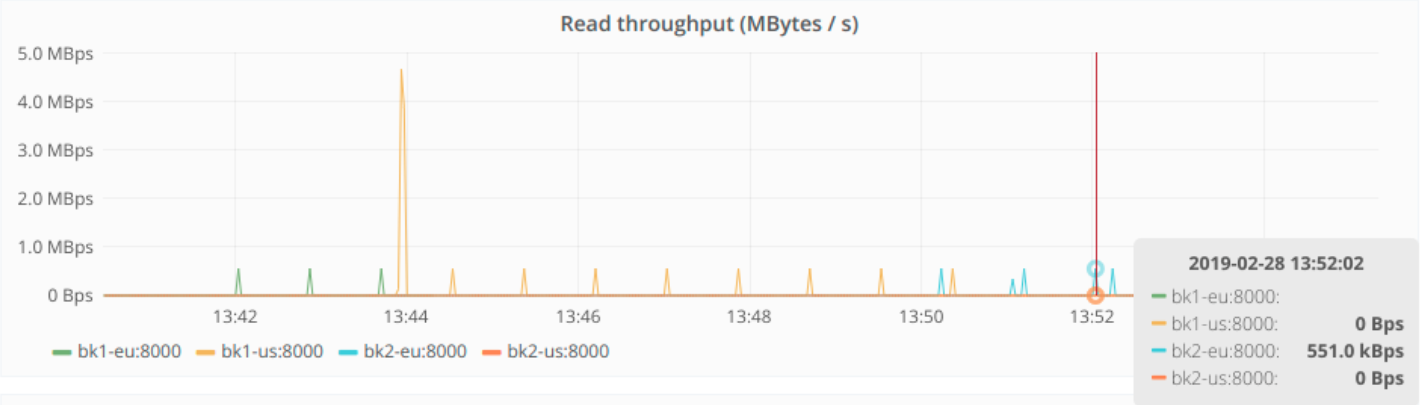 Read throughput (MBytes / s)
5.0 MBps
4.0 MBps
3.0 MBps
2.0 MBps
1.0 MBps
0 Bps
13:42 13:44 13:46 13:48 13:50 13:52
bk1-eu:8000 bk1-us:8000 bk2-eu:8000 bk2-us:8000
2019-02-28 13:52:02
bk1-eu:8000:
bk1-us:8000: 0 Bps
bk2-eu:8000: 551.0 kBps
bk2-us:8000: 0 Bps